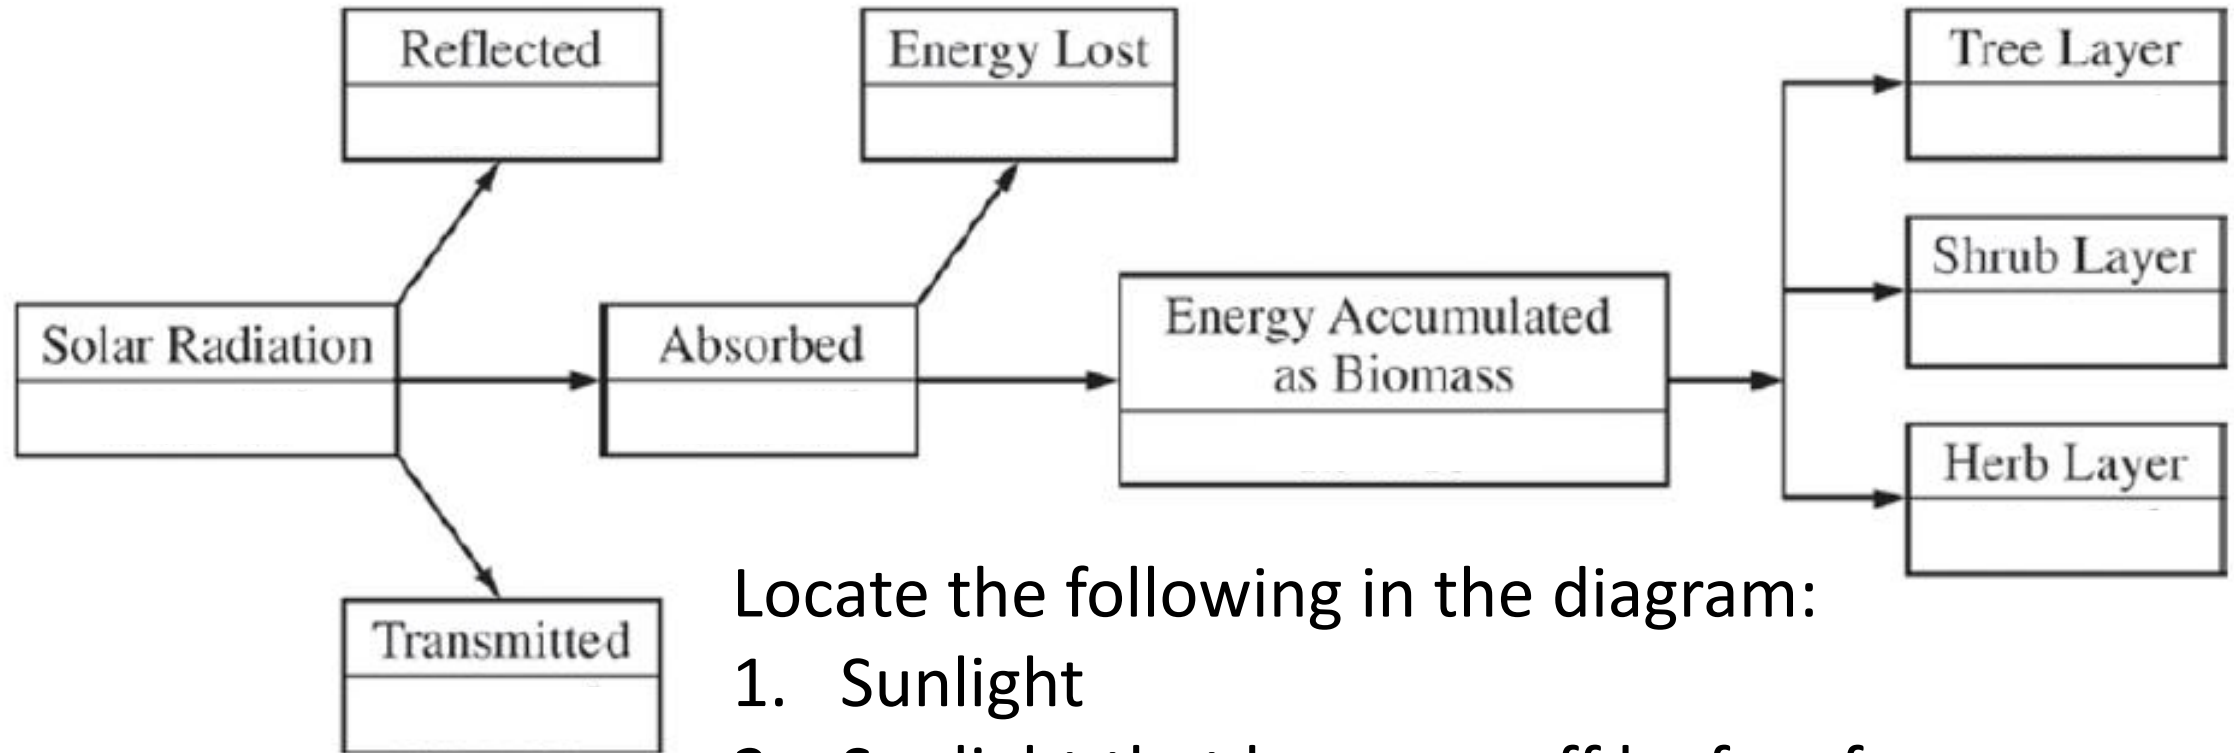 Reflected
Energy Lost
Tree Layer
Shrub Layer
Solar Radiation
Absorbed
Energy Accumulated
as Biomass
Herb Layer
Transmitted
Locate the following in the diagram:
1. Sunlight